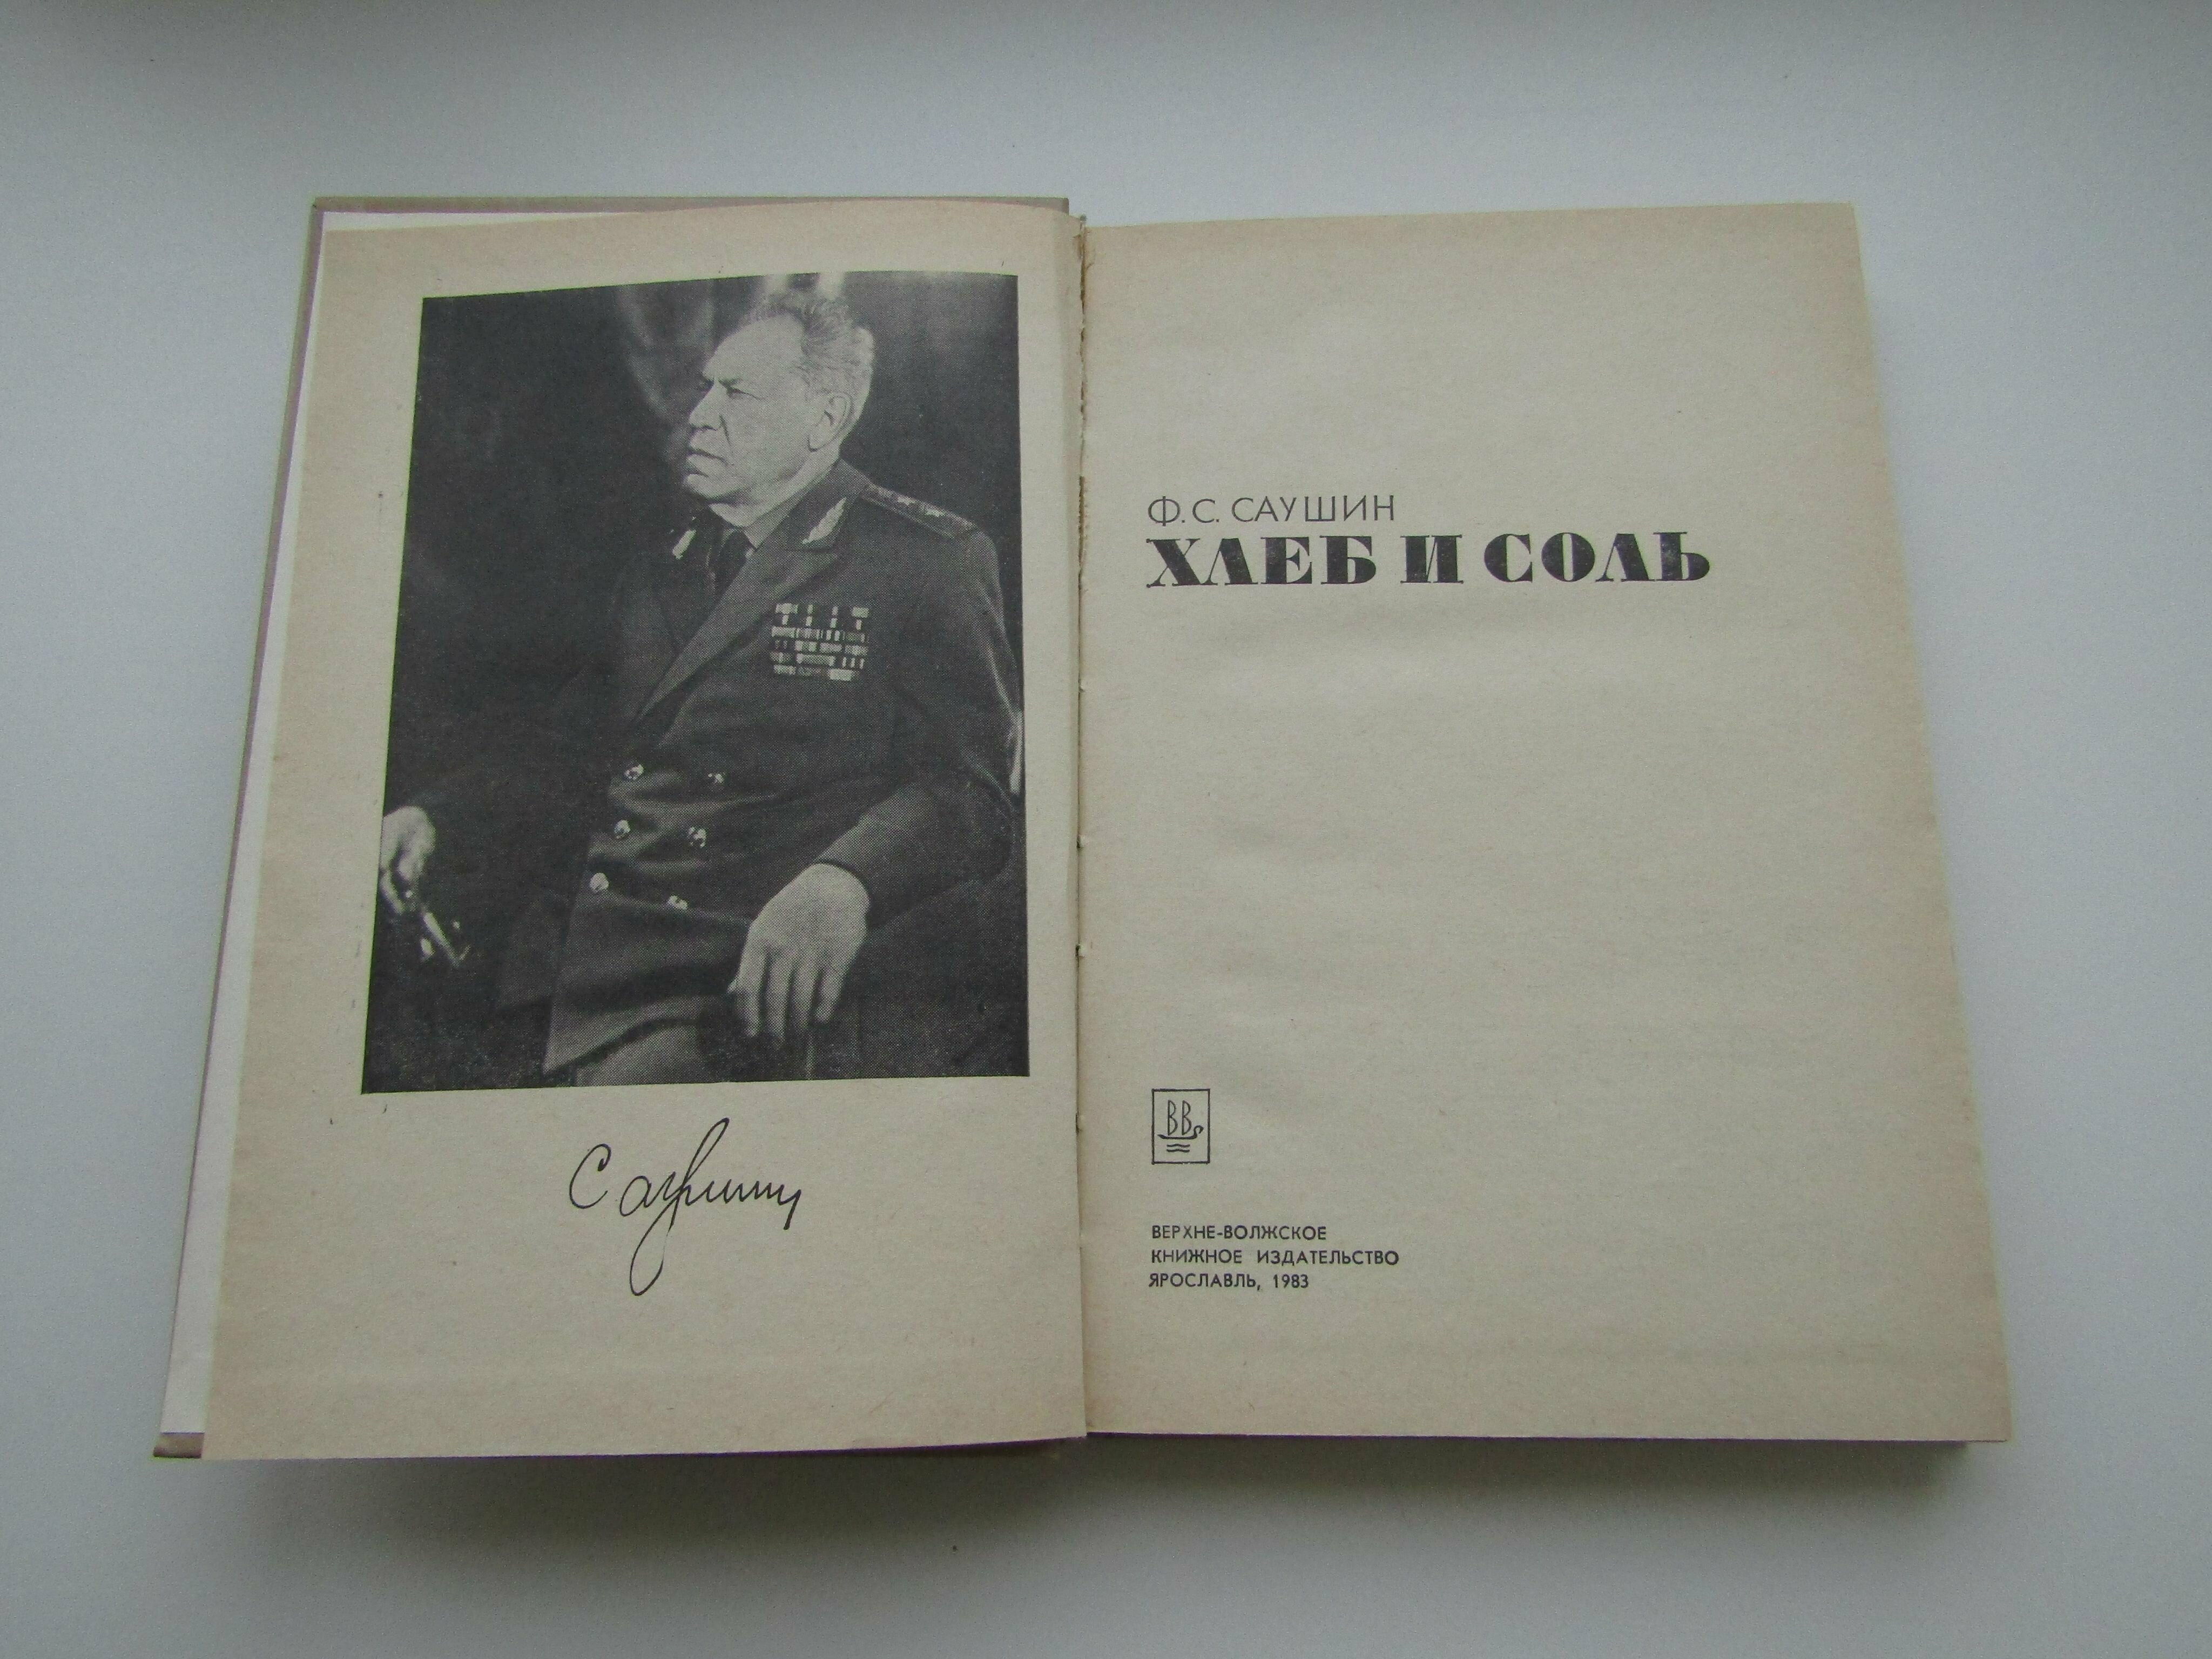 Саушин
Ф. С. САУШИН
ХЛЕБ И СОЛЬ
ВВ
ВЕРХНЕ-ВОЛЖСКОЕ
КНИЖНОЕ ИЗДАТЕЛЬСТВО
ЯРОСЛАВЛЬ, 1983